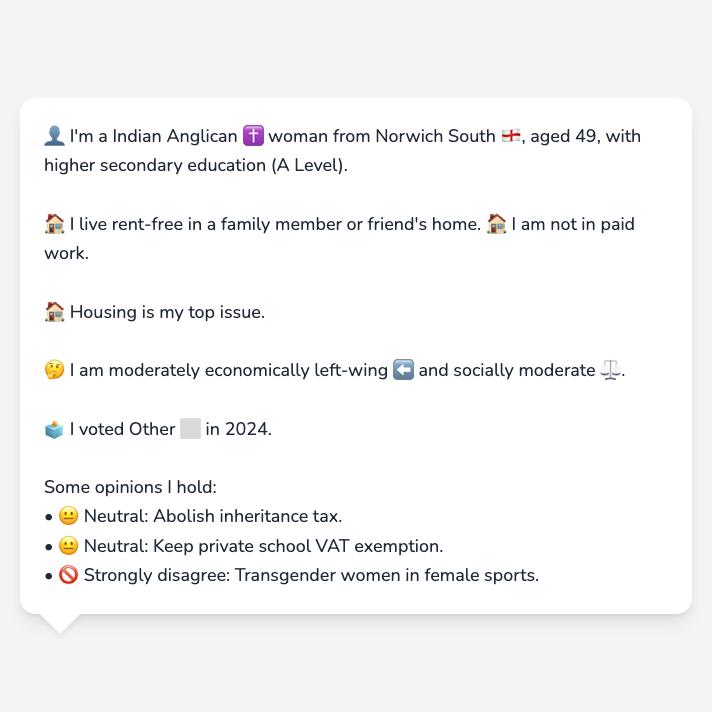 👤 I'm a Indian Anglican ✝️ woman from Norwich South 🏴󠁧󠁢󠁥󠁮󠁧󠁿, aged 49, with
higher secondary education (A Level).
🏠 I live rent-free in a family member or friend's home. 🏠 I am not in paid
work.
🏠 Housing is my top issue.
🤔 I am moderately economically left-wing ⬅️ and socially moderate ⚖️.
🗳️ I voted Other ⬜ in 2024.
Some opinions I hold:
• 😐 Neutral: Abolish inheritance tax.
• 😐 Neutral: Keep private school VAT exemption.
• 🚫 Strongly disagree: Transgender women in female sports.